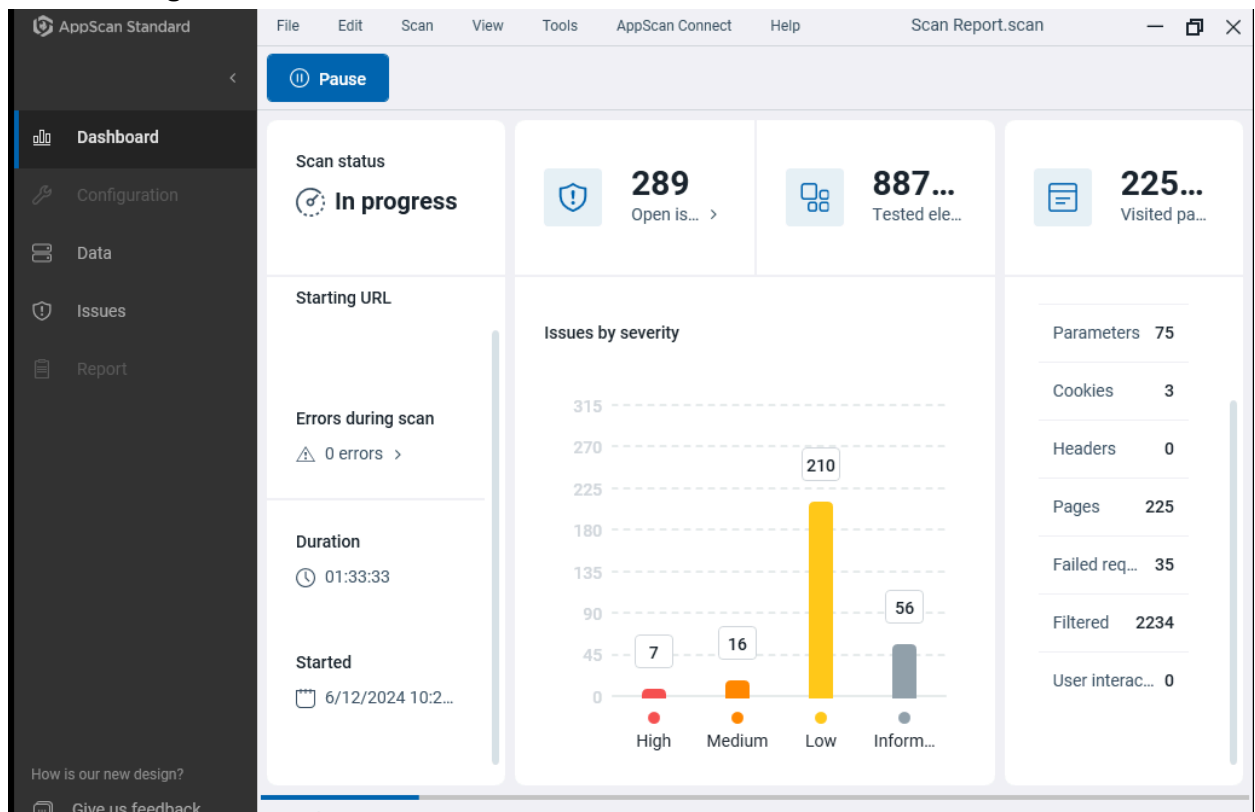 AppScan Standard
File Edit Scan View Tools AppScan Connect Help Scan Report.scan
Pause
Dashboard
Configuration
Data
Issues
Report
How is our new design?
Give us feedback
Scan status
In progress
289
Open is...
887...
Tested ele...
225...
Visited pa...
Starting URL
Errors during scan
0 errors
Duration
01:33:33
Started
6/12/2024 10:2...
Issues by severity
315
270
225
180
135
90
45
0
7
16
210
56
High Medium Low Inform...
Parameters 75
Cookies 3
Headers 0
Pages 225
Failed req... 35
Filtered 2234
User interac... 0